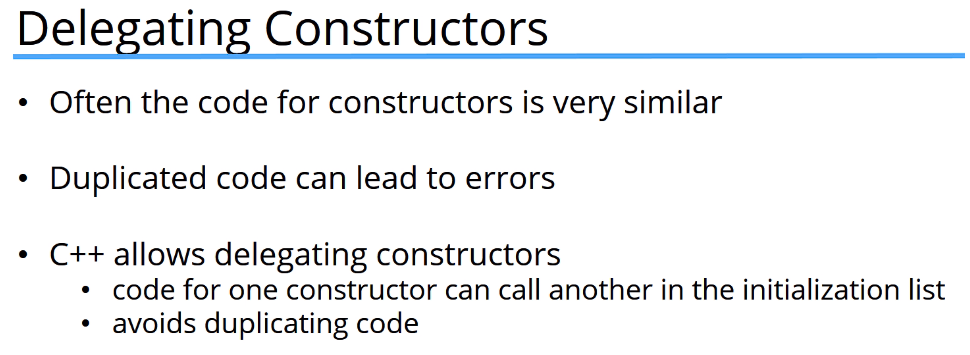 Delegating Constructors
• Often the code for constructors is very similar
• Duplicated code can lead to errors
• C++ allows delegating constructors
• code for one constructor can call another in the initialization list
• avoids duplicating code